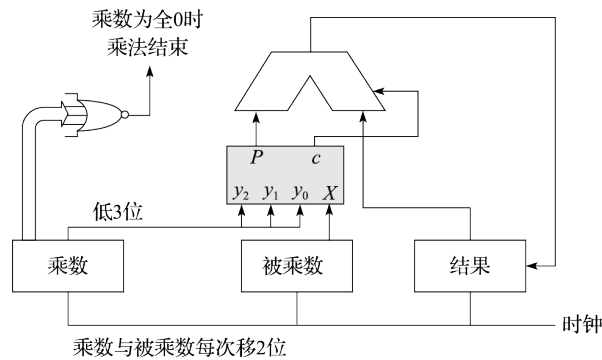 乘数为全0时
乘法结束
P c
y2 y1 y0 X
低3位
乘数
被乘数
结果
时钟
乘数与被乘数每次移2位